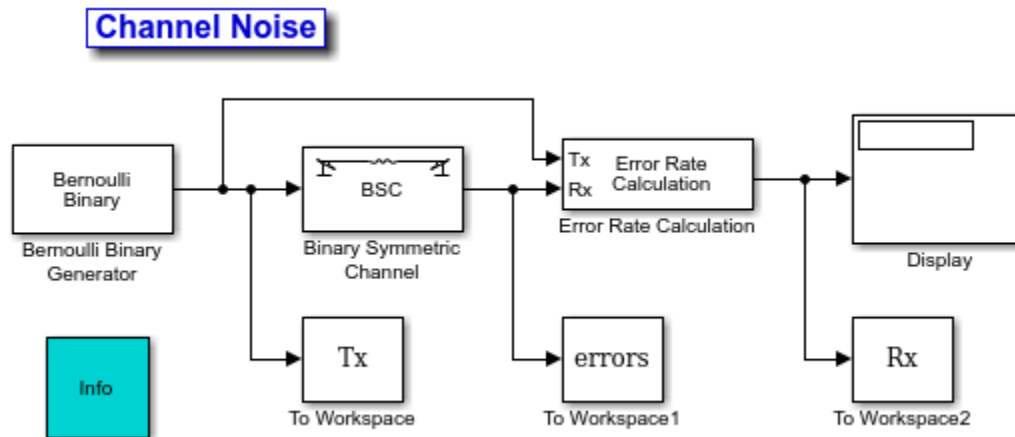 Channel Noise
Bernoulli
Binary
Bernoulli Binary
Generator
BSC
Binary Symmetric
Channel
Tx
Rx
Error Rate
Calculation
Error Rate Calculation
Display
Info
Tx
To Workspace
errors
To Workspace1
Rx
To Workspace2